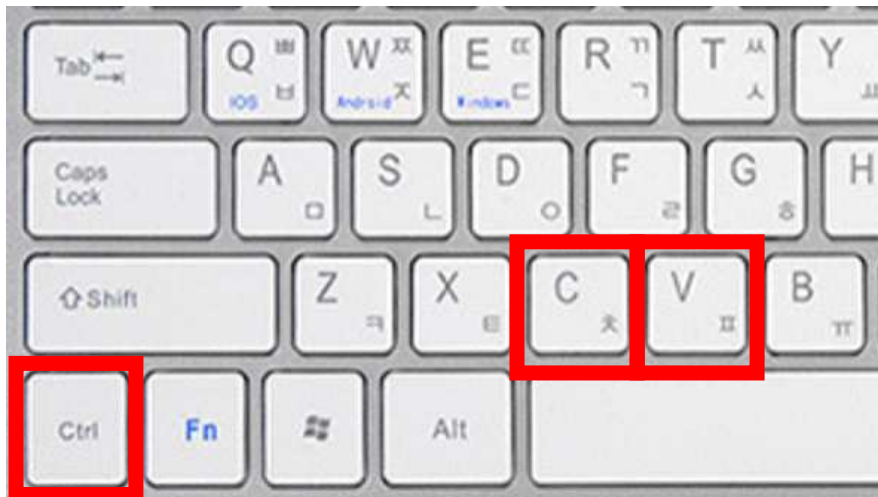 Tab Q ㅃ ㅂ IOS W ㅉ ㅈ Android E ㄸ ㄷ Windows R ㄲ ㄱ T ㅆ ㅅ Y ㅛ
Caps Lock A ㅁ S ㄴ D ㅇ F ㄹ G ㅎ H
Shift Z ㅋ X ㅌ C ㅊ V ㅍ B ㅠ
Ctrl Fn Alt